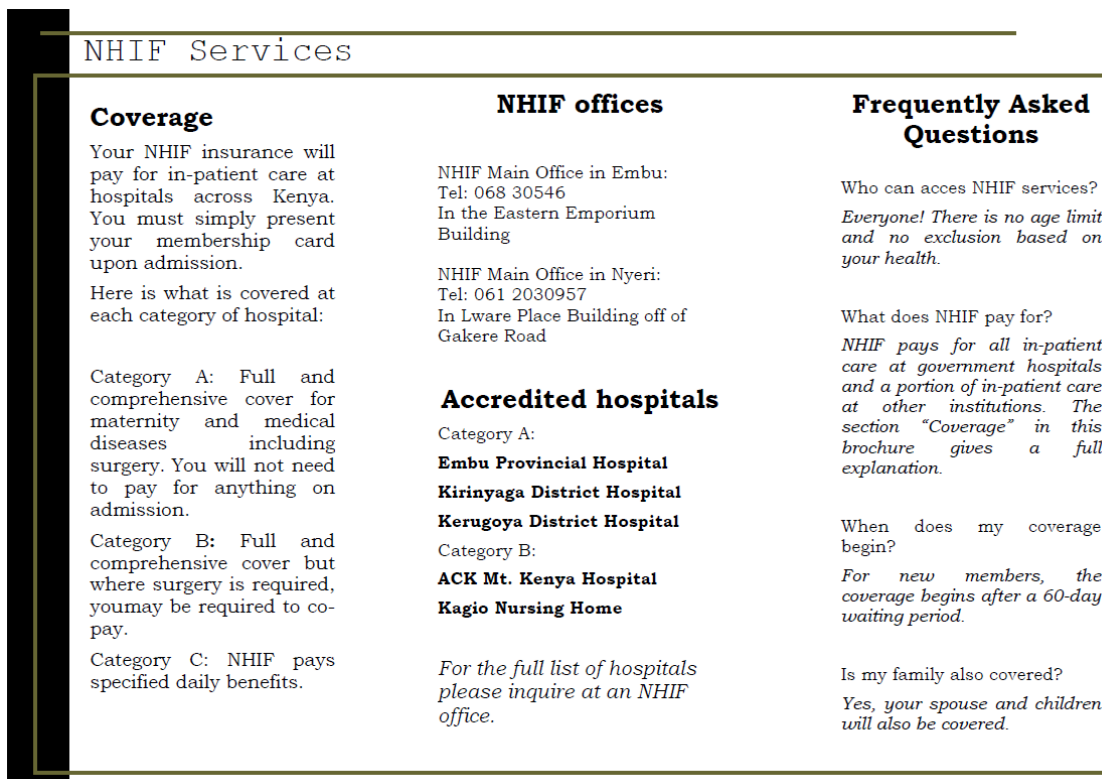 NHIF Services
Coverage
Your NHIF insurance will
pay for in-patient care at
hospitals across Kenya.
You must simply present
your membership card
upon admission.
Here is what is covered at
each category of hospital:
Category A: Full and
comprehensive cover for
maternity and medical
diseases including
surgery. You will not need
to pay for anything on
admission.
Category B: Full and
comprehensive cover but
where surgery is required,
youmay be required to co-
pay.
Category C: NHIF pays
specified daily benefits.
NHIF offices
NHIF Main Office in Embu:
Tel: 068 30546
In the Eastern Emporium
Building
NHIF Main Office in Nyeri:
Tel: 061 2030957
In Lware Place Building off of
Gakere Road
Accredited hospitals
Category A:
Embu Provincial Hospital
Kirinyaga District Hospital
Kerugoya District Hospital
Category B:
ACK Mt. Kenya Hospital
Kagio Nursing Home
For the full list of hospitals
please inquire at an NHIF
office.
Frequently Asked
Questions
Who can acces NHIF services?
Everyone! There is no age limit
and no exclusion based on
your health.
What does NHIF pay for?
NHIF pays for all in-patient
care at government hospitals
and a portion of in-patient care
at other institutions. The
section “Coverage” in this
brochure gives a full
explanation.
When does my coverage
begin?
For new members, the
coverage begins after a 60-day
waiting period.
Is my family also covered?
Yes, your spouse and children
will also be covered.